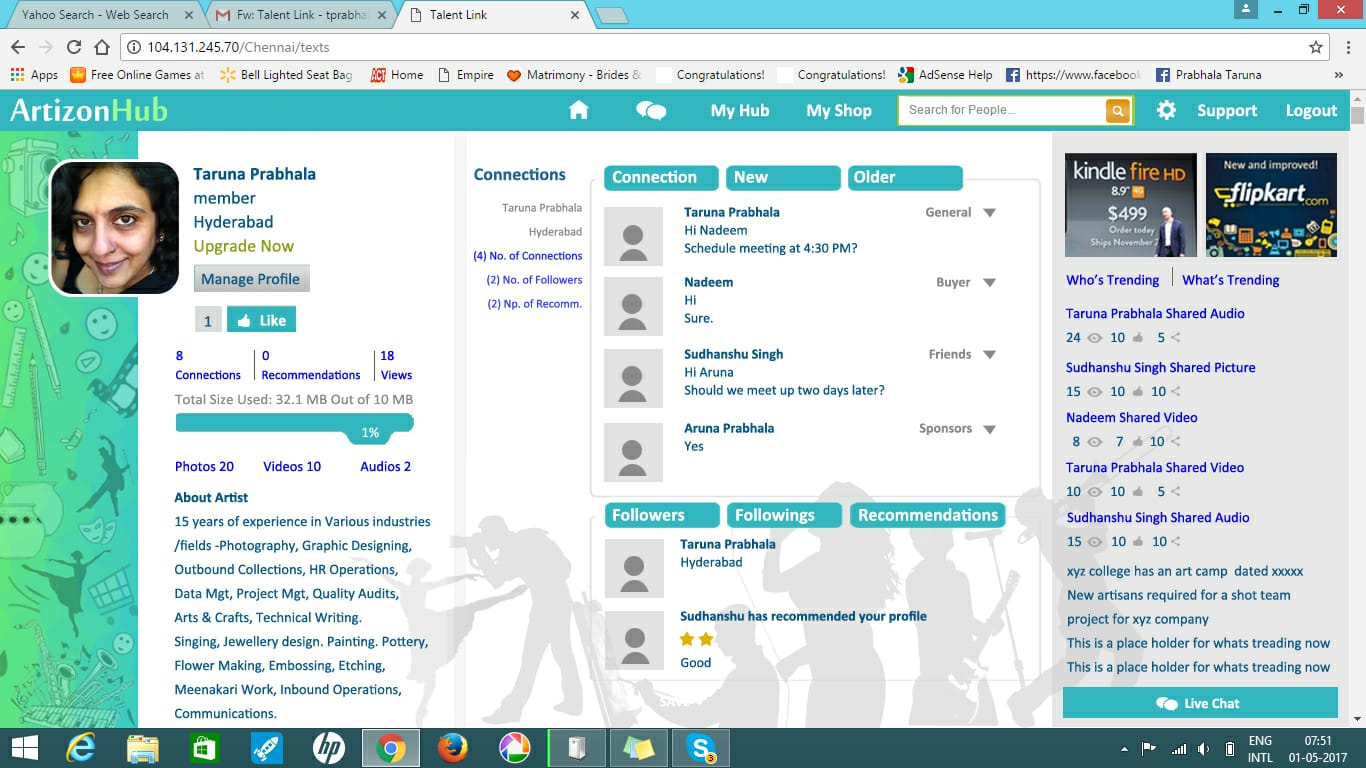 Yahoo Search - Web Search
Fw: Talent Link - tprabha
Talent Link
104.131.245.70/Chennai/texts
Apps
Free Online Games at
Bell Lighted Seat Bag
ACT Home
Empire
Matrimony - Brides &
Congratulations!
Congratulations!
AdSense Help
https://www.facebook
Prabhala Taruna
»
ArtizonHub
My Hub
My Shop
Search for People...
Support
Logout
Taruna Prabhala
member
Hyderabad
Upgrade Now
Manage Profile
1
Like
8
0
18
Connections
Recommendations
Views
Total Size Used: 32.1 MB Out of 10 MB
1%
Photos 20
Videos 10
Audios 2
About Artist
15 years of experience in Various industries
/fields -Photography, Graphic Designing,
Outbound Collections, HR Operations,
Data Mgt, Project Mgt, Quality Audits,
Arts & Crafts, Technical Writing.
Singing, Jewellery design. Painting. Pottery,
Flower Making, Embossing, Etching,
Meenakari Work, Inbound Operations,
Communications.
Connections
Taruna Prabhala
Hyderabad
(4) No. of Connections
(2) No. of Followers
(2) Np. of Recomm.
Connection
New
Older
Taruna Prabhala
General
Hi Nadeem
Schedule meeting at 4:30 PM?
Nadeem
Buyer
Hi
Sure.
Sudhanshu Singh
Friends
Hi Aruna
Should we meet up two days later?
Aruna Prabhala
Sponsors
Yes
Followers
Followings
Recommendations
Taruna Prabhala
Hyderabad
Sudhanshu has recommended your profile
Good
SAVE
kindle fire HD
8.9" 4G
$499
Order today
Ships November
New and improved!
flipkart.com
Who's Trending
What's Trending
Taruna Prabhala Shared Audio
24 10 5
Sudhanshu Singh Shared Picture
15 10 10
Nadeem Shared Video
8 7 10
Taruna Prabhala Shared Video
10 10 5
Sudhanshu Singh Shared Audio
15 10 10
xyz college has an art camp dated xxxxx
New artisans required for a shot team
project for xyz company
This is a place holder for whats treading now
This is a place holder for whats treading now
Live Chat
hp
3
ENG
INTL
07:51
01-05-2017